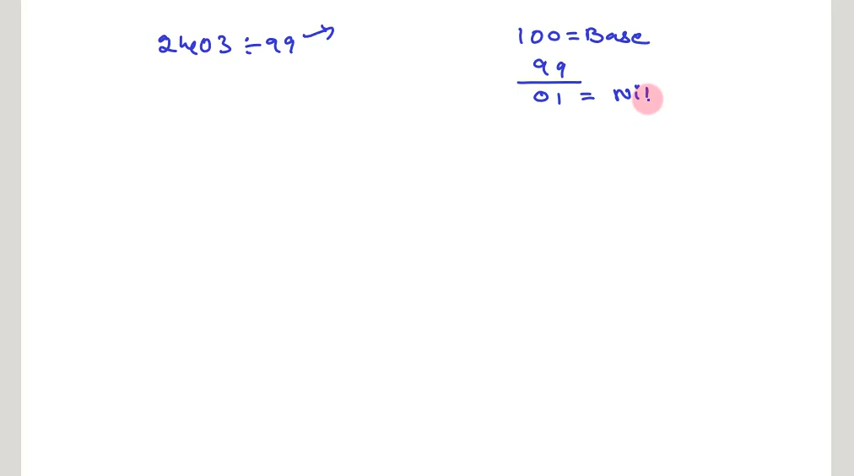 2403 ÷ 99 →
100 = Base
99
01 = Nil